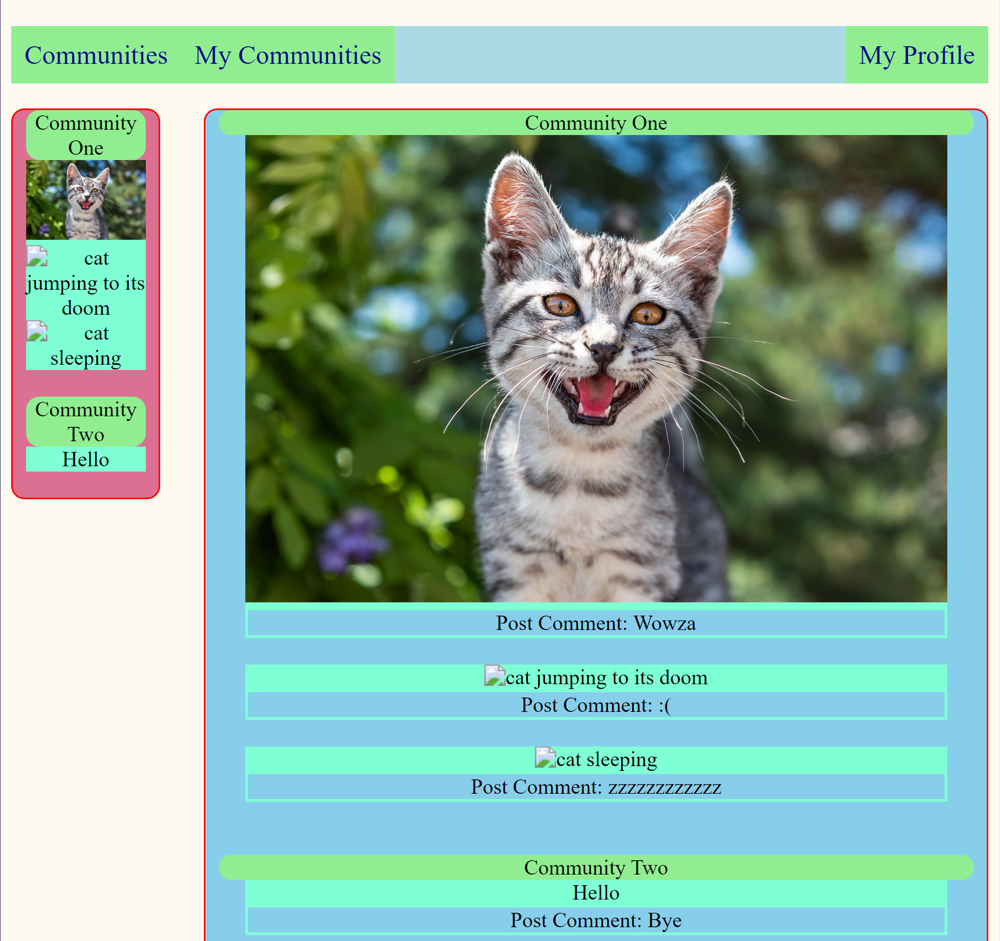 Communities My Communities My Profile
Community
One
cat
jumping to its
doom
cat
sleeping
Community
Two
Hello
Community One
Post Comment: Wowza
cat jumping to its doom
Post Comment: :(
cat sleeping
Post Comment: zzzzzzzzzzzz
Community Two
Hello
Post Comment: Bye